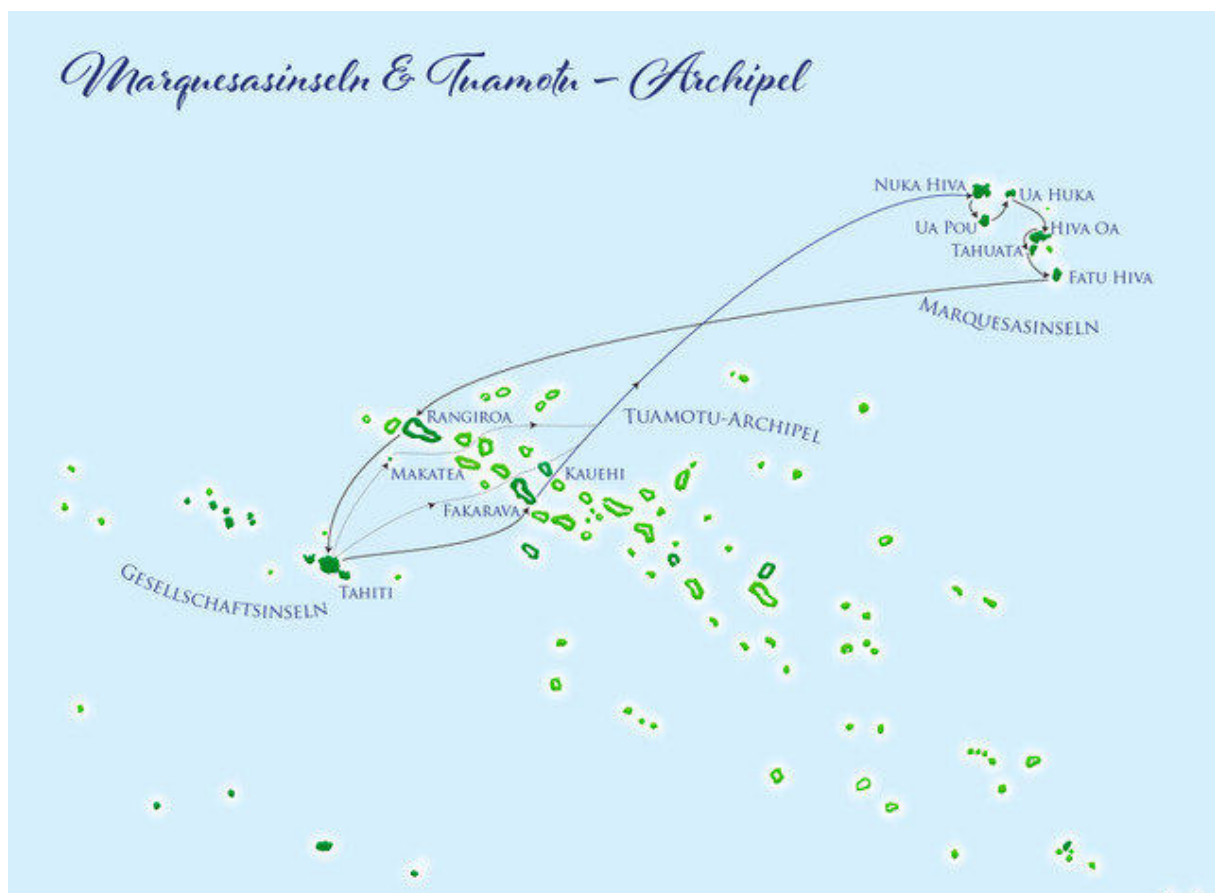 Marquesasinseln & Tuamotu – Archipel
Nuka Hiva
Ua Huka
Ua Pou
Hiva Oa
Tahuata
Fatu Hiva
Marquesasinseln
Rangiroa
Tuamotu-Archipel
Makatea
Kauehi
Fakarava
Gesellschaftsinseln
Tahiti